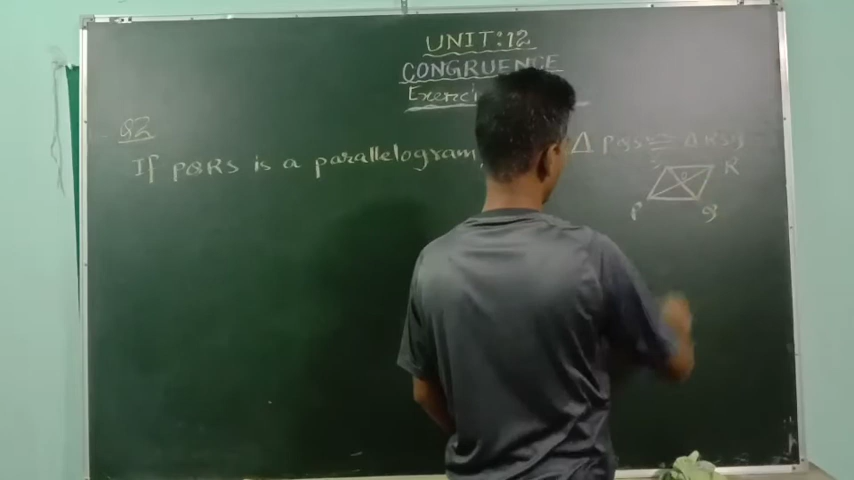 UNIT:12
CONGRUENCE
Q2
If PQRS is a parallelogram
R
P Q